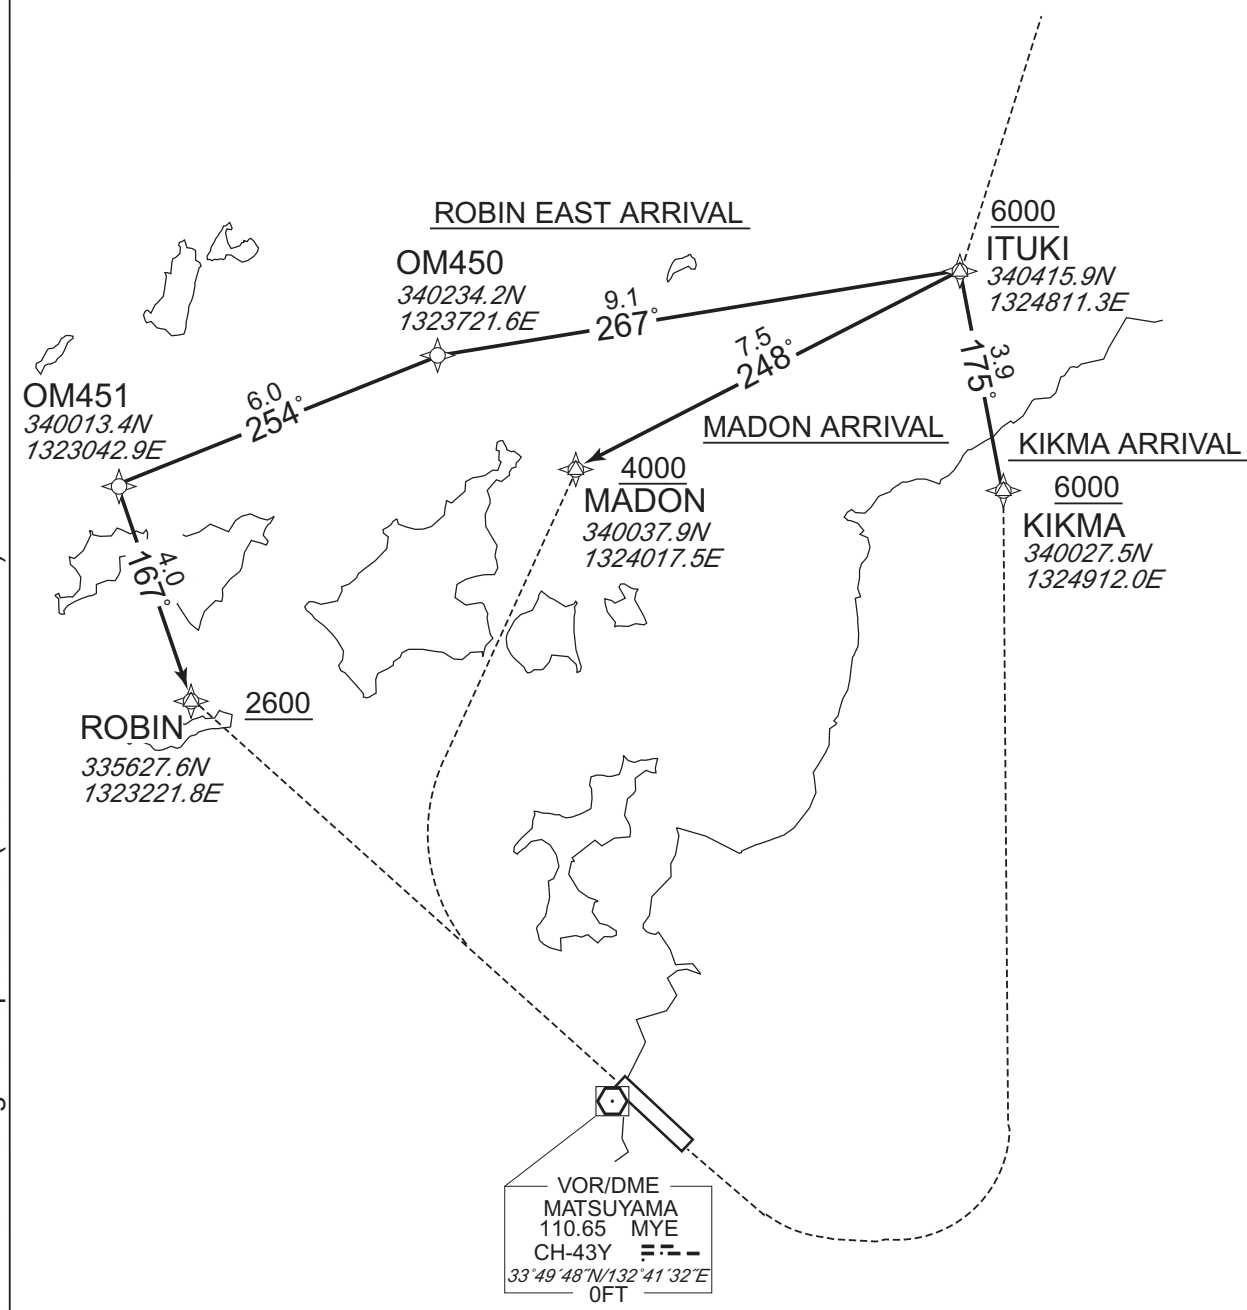 ROBIN EAST ARRIVAL
6000
ITUKI
340415.9N
1324811.3E
OM450
340234.2N
1323721.6E
9.1
267°
7.5
248°
3.9
175°
OM451
340013.4N
1323042.9E
6.0
254°
MADON ARRIVAL
KIKMA ARRIVAL
4000
MADON
340037.9N
1324017.5E
6000
KIKMA
340027.5N
1324912.0E
4.0
167°
2600
ROBIN
335627.6N
1323221.8E
VOR/DME
MATSUYAMA
110.65 MYE
CH-43Y
33°49′48″N/132°41′32″E
0FT